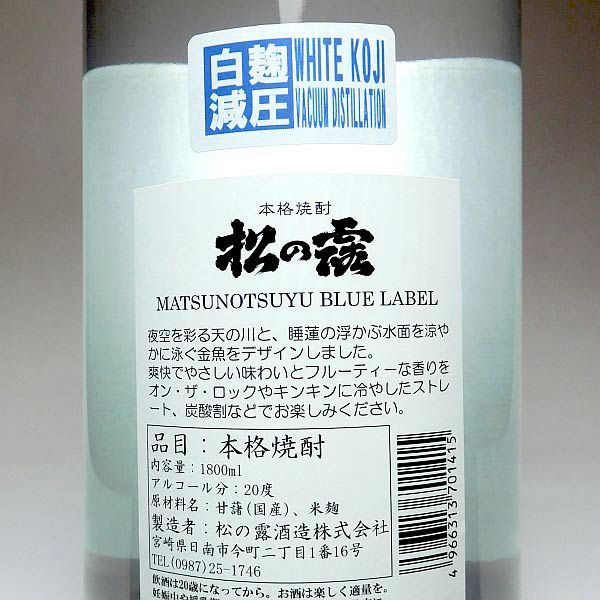 白麹 WHITE KOJI
減圧 VACUUM DISTILLATION
本格焼酎
松の露
MATSUNOTSUYU BLUE LABEL
夜空を彩る天の川と、睡蓮の浮かぶ水面を涼や
かに泳ぐ金魚をデザインしました。
爽快でやさしい味わいとフルーティーな香りを
オン・ザ・ロックやキンキンに冷やしたストレ
ート、炭酸割などでお楽しみください。
品目：本格焼酎
内容量：1800ml
アルコール分：20度
原材料名：甘藷(国産)、米麹
製造者：松の露酒造株式会社
宮崎県日南市今町二丁目1番16号
TEL(0987)25-1746
飲酒は20歳になってから。お酒は楽しく適量を。
4966313701415